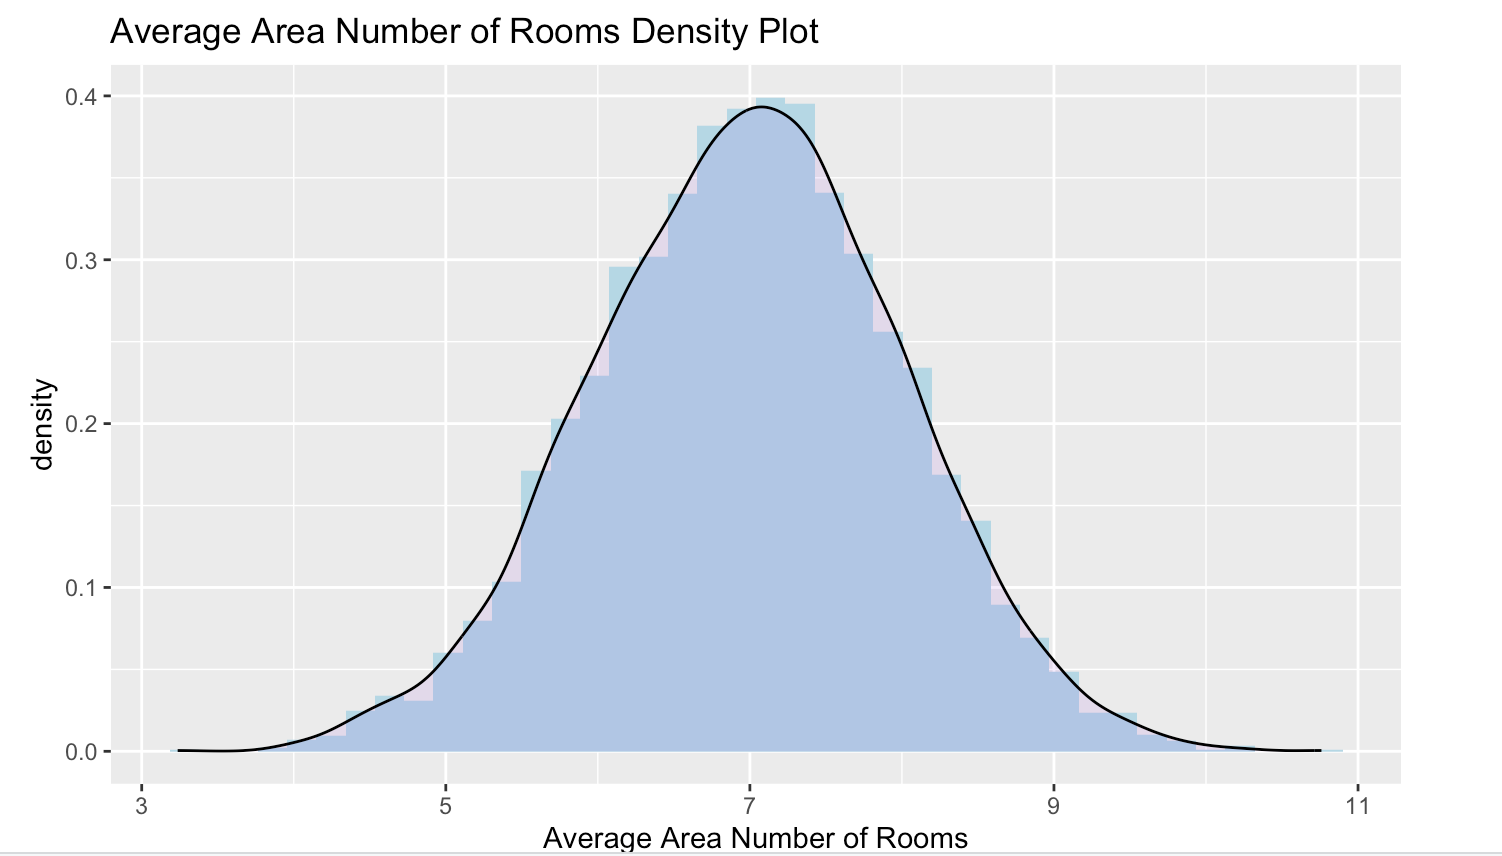 Average Area Number of Rooms Density Plot
0.4
0.3
0.2
0.1
0.0
density
3 5 7 9 11
Average Area Number of Rooms